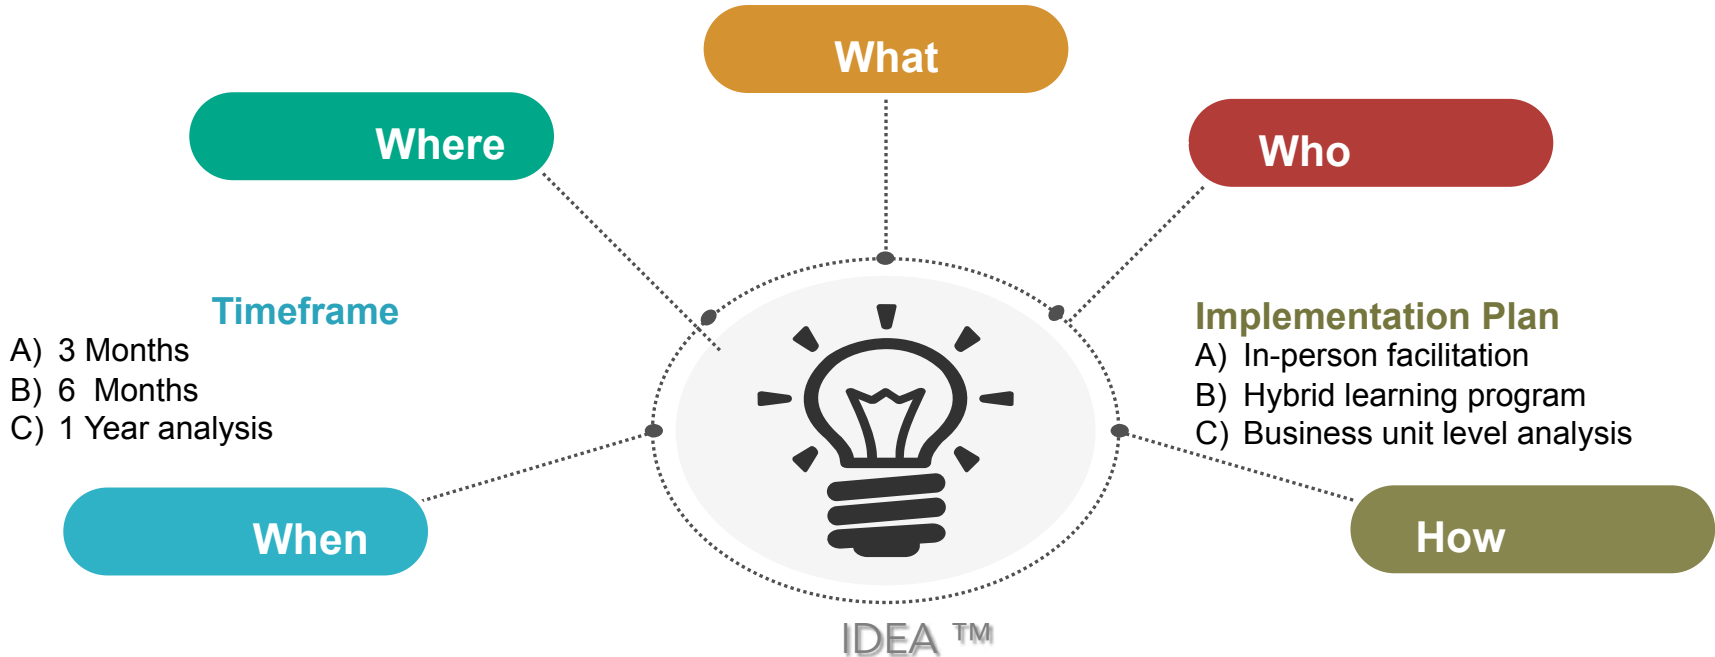 What
Where
Who
Timeframe
A) 3 Months
B) 6  Months
C) 1 Year analysis
Implementation Plan
A) In-person facilitation
B) Hybrid learning program
C) Business unit level analysis
When
How
IDEA ™